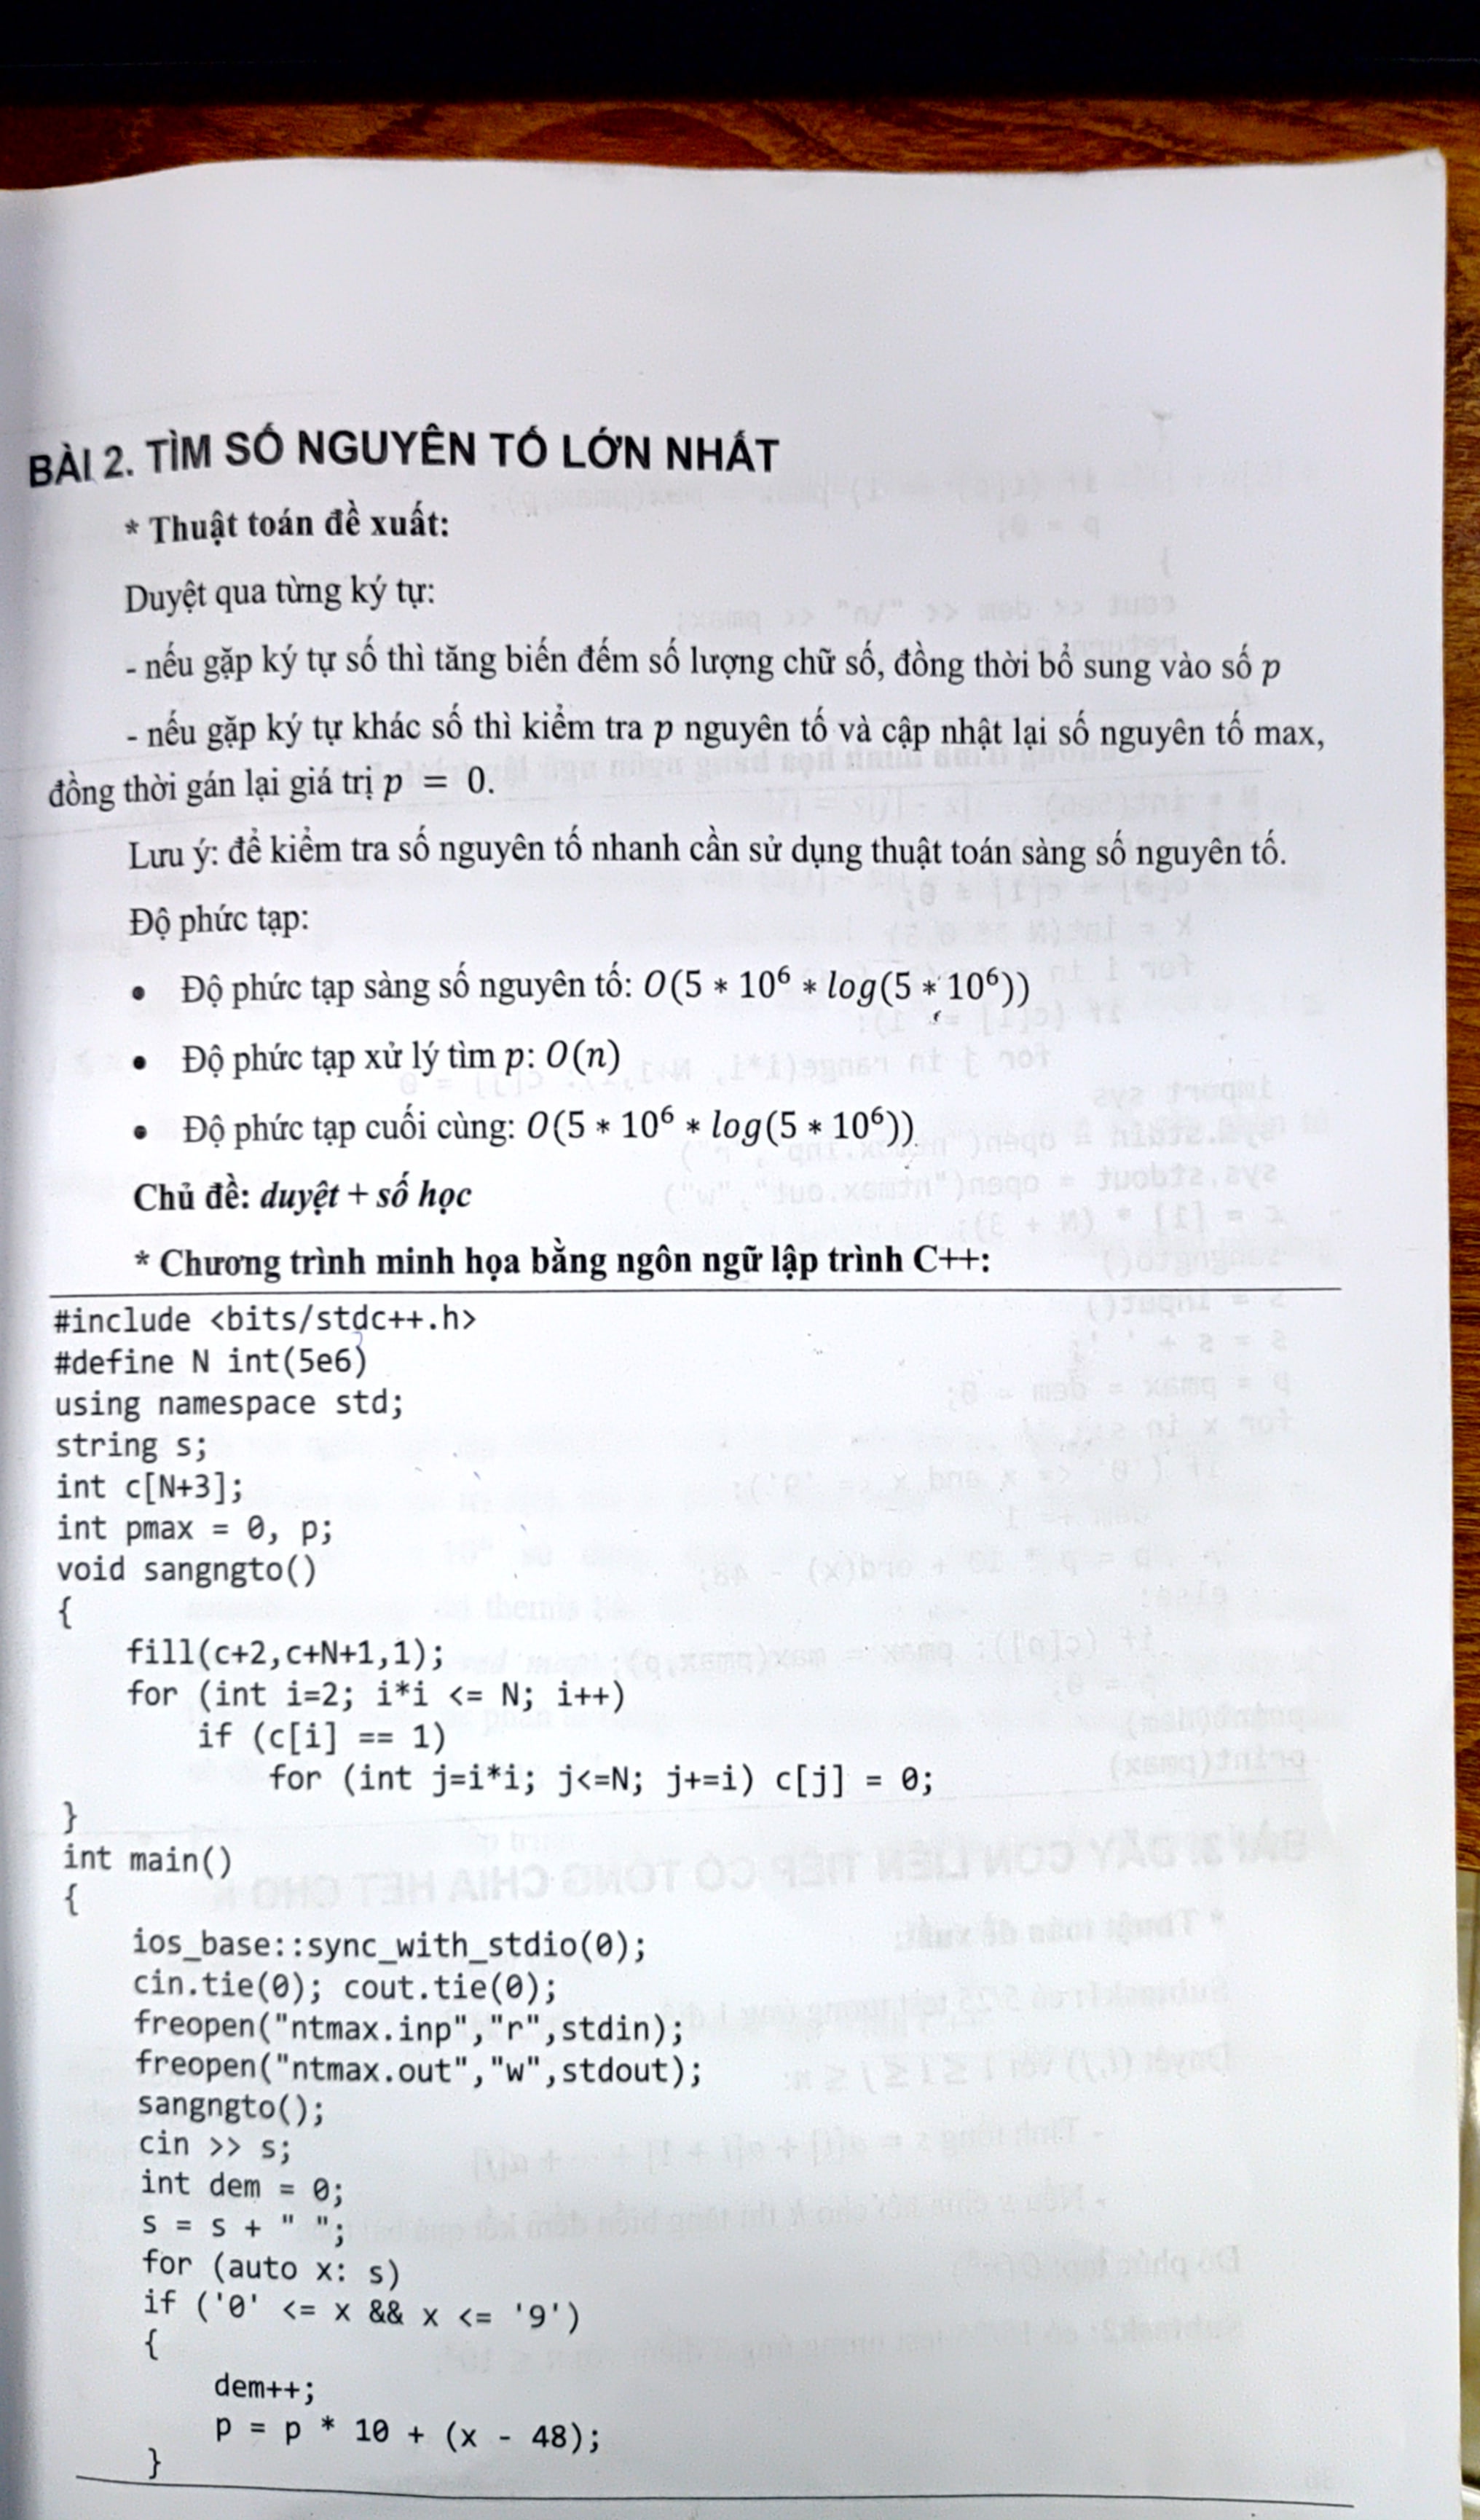 BÀI 2. TÌM SỐ NGUYÊN TỐ LỚN NHẤT
* Thuật toán đề xuất:
Duyệt qua từng ký tự:
- nếu gặp ký tự số thì tăng biến đếm số lượng chữ số, đồng thời bổ sung vào số p
- nếu gặp ký tự khác số thì kiểm tra p nguyên tố và cập nhật lại số nguyên tố max,
đồng thời gán lại giá trị p = 0.
Lưu ý: để kiểm tra số nguyên tố nhanh cần sử dụng thuật toán sàng số nguyên tố.
Độ phức tạp:
• Độ phức tạp sàng số nguyên tố: O(5 * 10⁶ * log(5 * 10⁶))
• Độ phức tạp xử lý tìm p: O(n)
• Độ phức tạp cuối cùng: O(5 * 10⁶ * log(5 * 10⁶))
Chủ đề: duyệt + số học
* Chương trình minh họa bằng ngôn ngữ lập trình C++:
#include <bits/stdc++.h>
#define N int(5e6)
using namespace std;
string s;
int c[N+3];
int pmax = 0, p;
void sangngto()
{
fill(c+2,c+N+1,1);
for (int i=2; i*i <= N; i++)
if (c[i] == 1)
for (int j=i*i; j<=N; j+=i) c[j] = 0;
}
int main()
{
ios_base::sync_with_stdio(0);
cin.tie(0); cout.tie(0);
freopen("ntmax.inp","r",stdin);
freopen("ntmax.out","w",stdout);
sangngto();
cin >> s;
int dem = 0;
s = s + " ";
for (auto x: s)
if ('0' <= x && x <= '9')
{
dem++;
p = p * 10 + (x - 48);
}